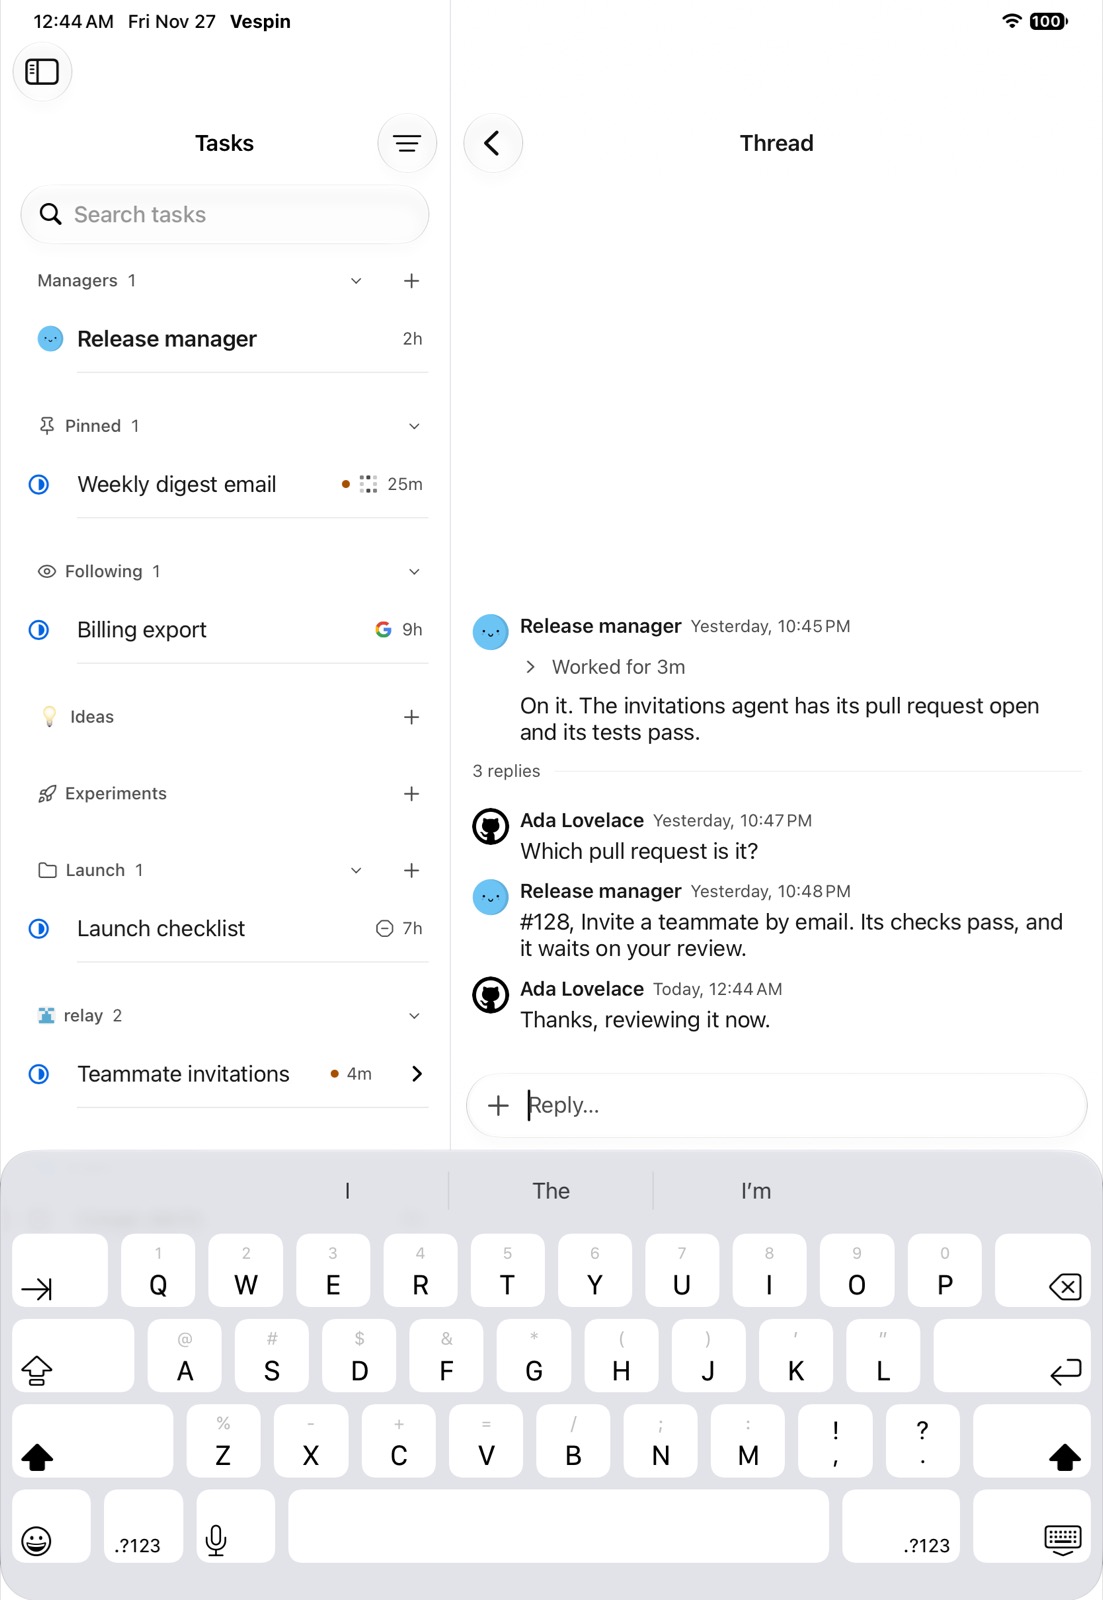 12:44 AM Fri Nov 27 Vespin
100
Tasks
Search tasks
Managers 1
Release manager 2h
Pinned 1
Weekly digest email 25m
Following 1
Billing export 9h
Ideas
Experiments
Launch 1
Launch checklist 7h
relay 2
Teammate invitations 4m
Thread
Release manager Yesterday, 10:45 PM
Worked for 3m
On it. The invitations agent has its pull request open
and its tests pass.
3 replies
Ada Lovelace Yesterday, 10:47 PM
Which pull request is it?
Release manager Yesterday, 10:48 PM
#128, Invite a teammate by email. Its checks pass, and
it waits on your review.
Ada Lovelace Today, 12:44 AM
Thanks, reviewing it now.
Reply...
I The I’m
1 2 3 4 5 6 7 8 9 0
Q W E R T Y U I O P
@ # $ & * ( ) ' "
A S D F G H J K L
% - + = / ; : ! ?
Z X C V B N M , .
.?123 .?123